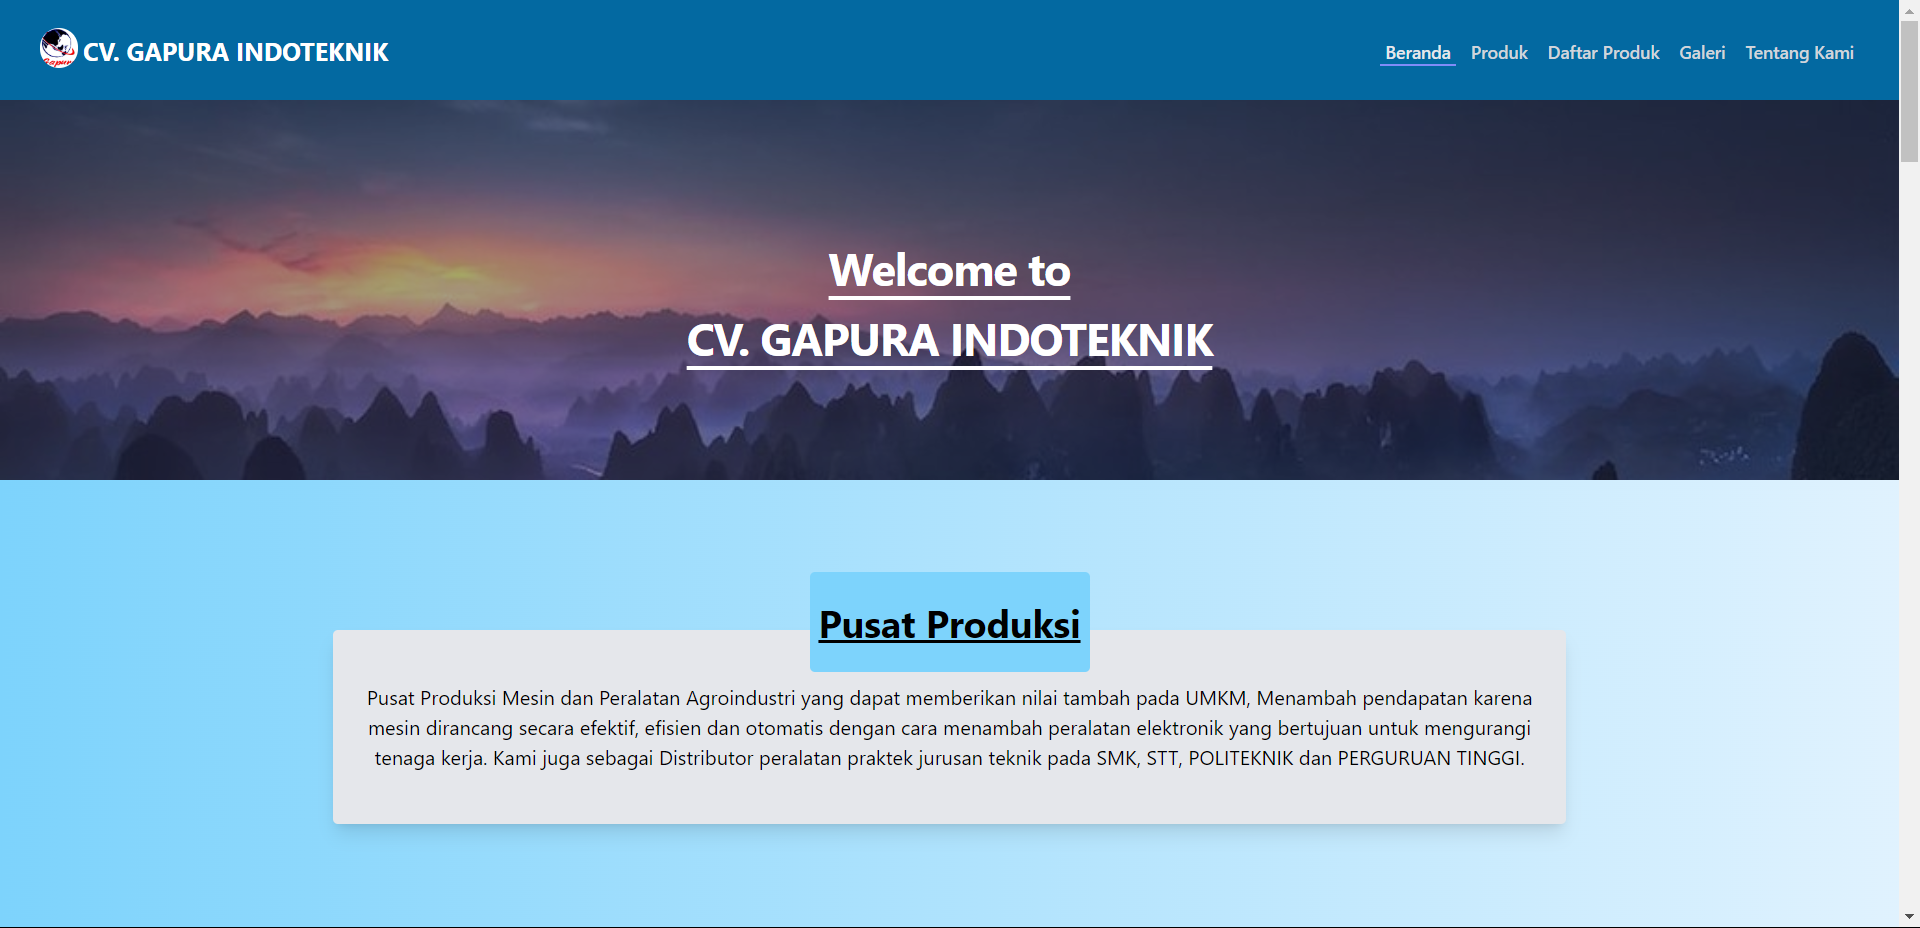 Gapura
CV. GAPURA INDOTEKNIK
Beranda Produk Daftar Produk Galeri Tentang Kami
Welcome to
CV. GAPURA INDOTEKNIK
Pusat Produksi
Pusat Produksi Mesin dan Peralatan Agroindustri yang dapat memberikan nilai tambah pada UMKM, Menambah pendapatan karena
mesin dirancang secara efektif, efisien dan otomatis dengan cara menambah peralatan elektronik yang bertujuan untuk mengurangi
tenaga kerja. Kami juga sebagai Distributor peralatan praktek jurusan teknik pada SMK, STT, POLITEKNIK dan PERGURUAN TINGGI.